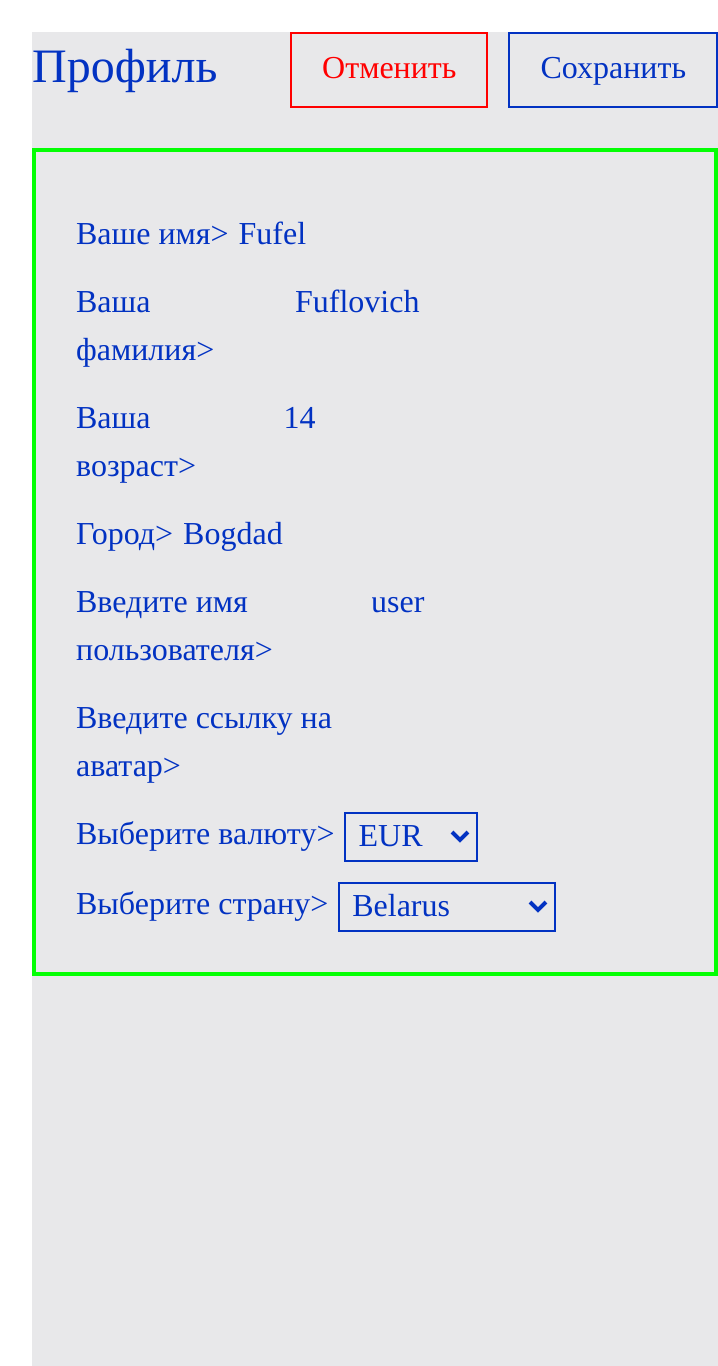 Профиль Отменить Сохранить
Ваше имя> Fufel
Ваша Fuflovich
фамилия>
Ваша 14
возраст>
Город> Bogdad
Введите имя user
пользователя>
Введите ссылку на
аватар>
Выберите валюту> EUR
Выберите страну> Belarus